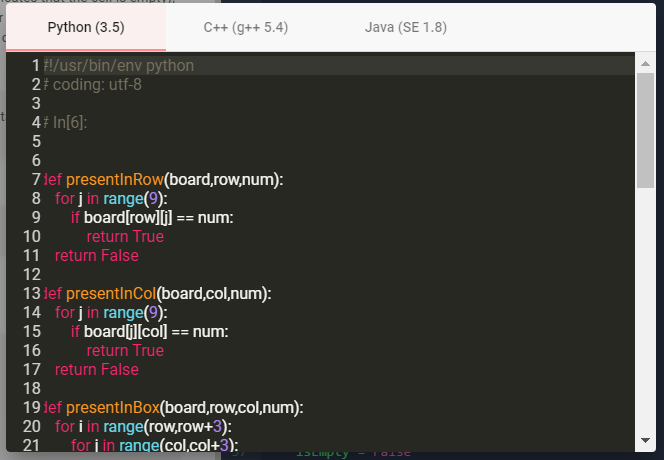 Python (3.5) C++ (g++ 5.4) Java (SE 1.8)
1 #!/usr/bin/env python
2 # coding: utf-8
3
4 # In[6]:
5
6
7 def presentInRow(board,row,num):
8 for j in range(9):
9 if board[row][j] == num:
10 return True
11 return False
12
13 def presentInCol(board,col,num):
14 for j in range(9):
15 if board[j][col] == num:
16 return True
17 return False
18
19 def presentInBox(board,row,col,num):
20 for i in range(row,row+3):
21 for j in range(col,col+3):
isEmpty = False